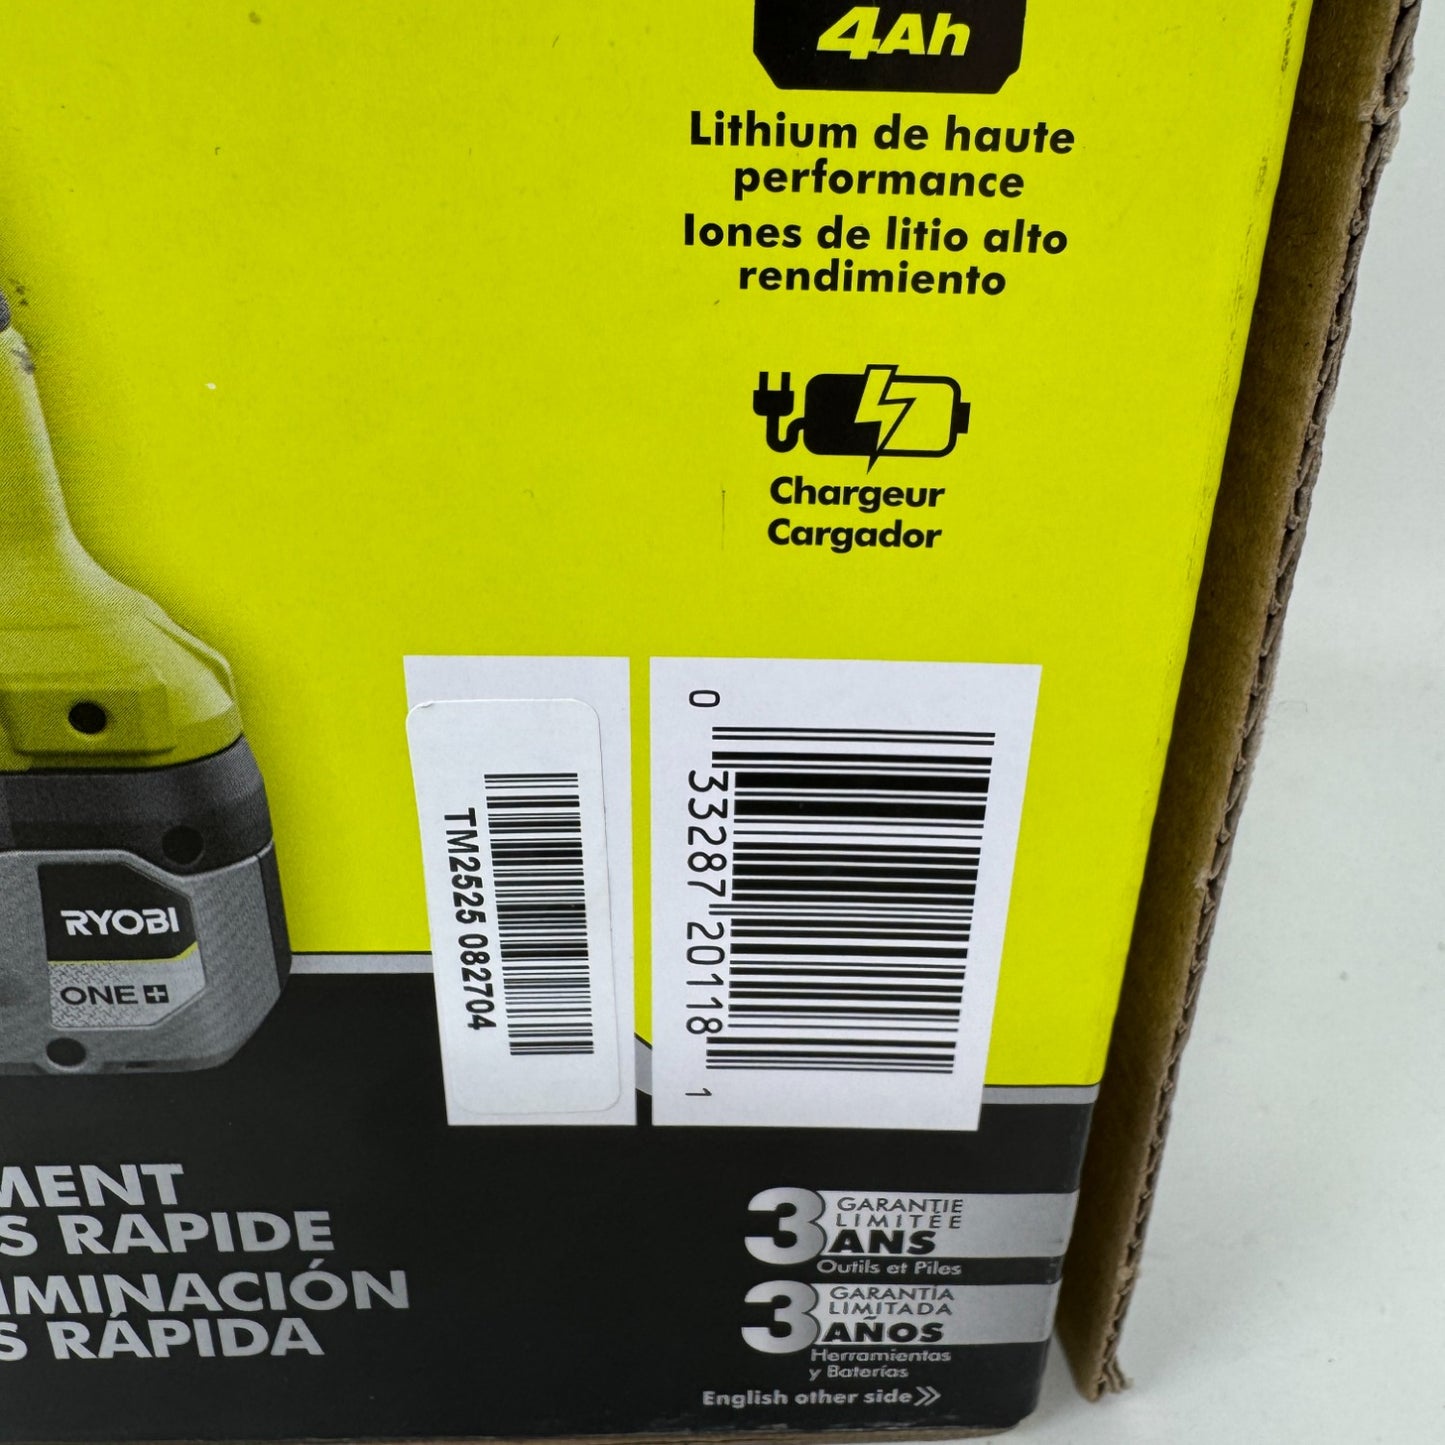 4Ah
Lithium de haute
performance
Iones de litio alto
rendimiento
Chargeur
Cargador
TM2525 082704
0 33287 20118 1
RYOBI
ONE+
MENT
S RAPIDE
IMINACIÓN
S RÁPIDA
3 GARANTIE
LIMITÉE
ANS
Outils et Piles
3 GARANTÍA
LIMITADA
AÑOS
Herramientas
y Baterías
English other side